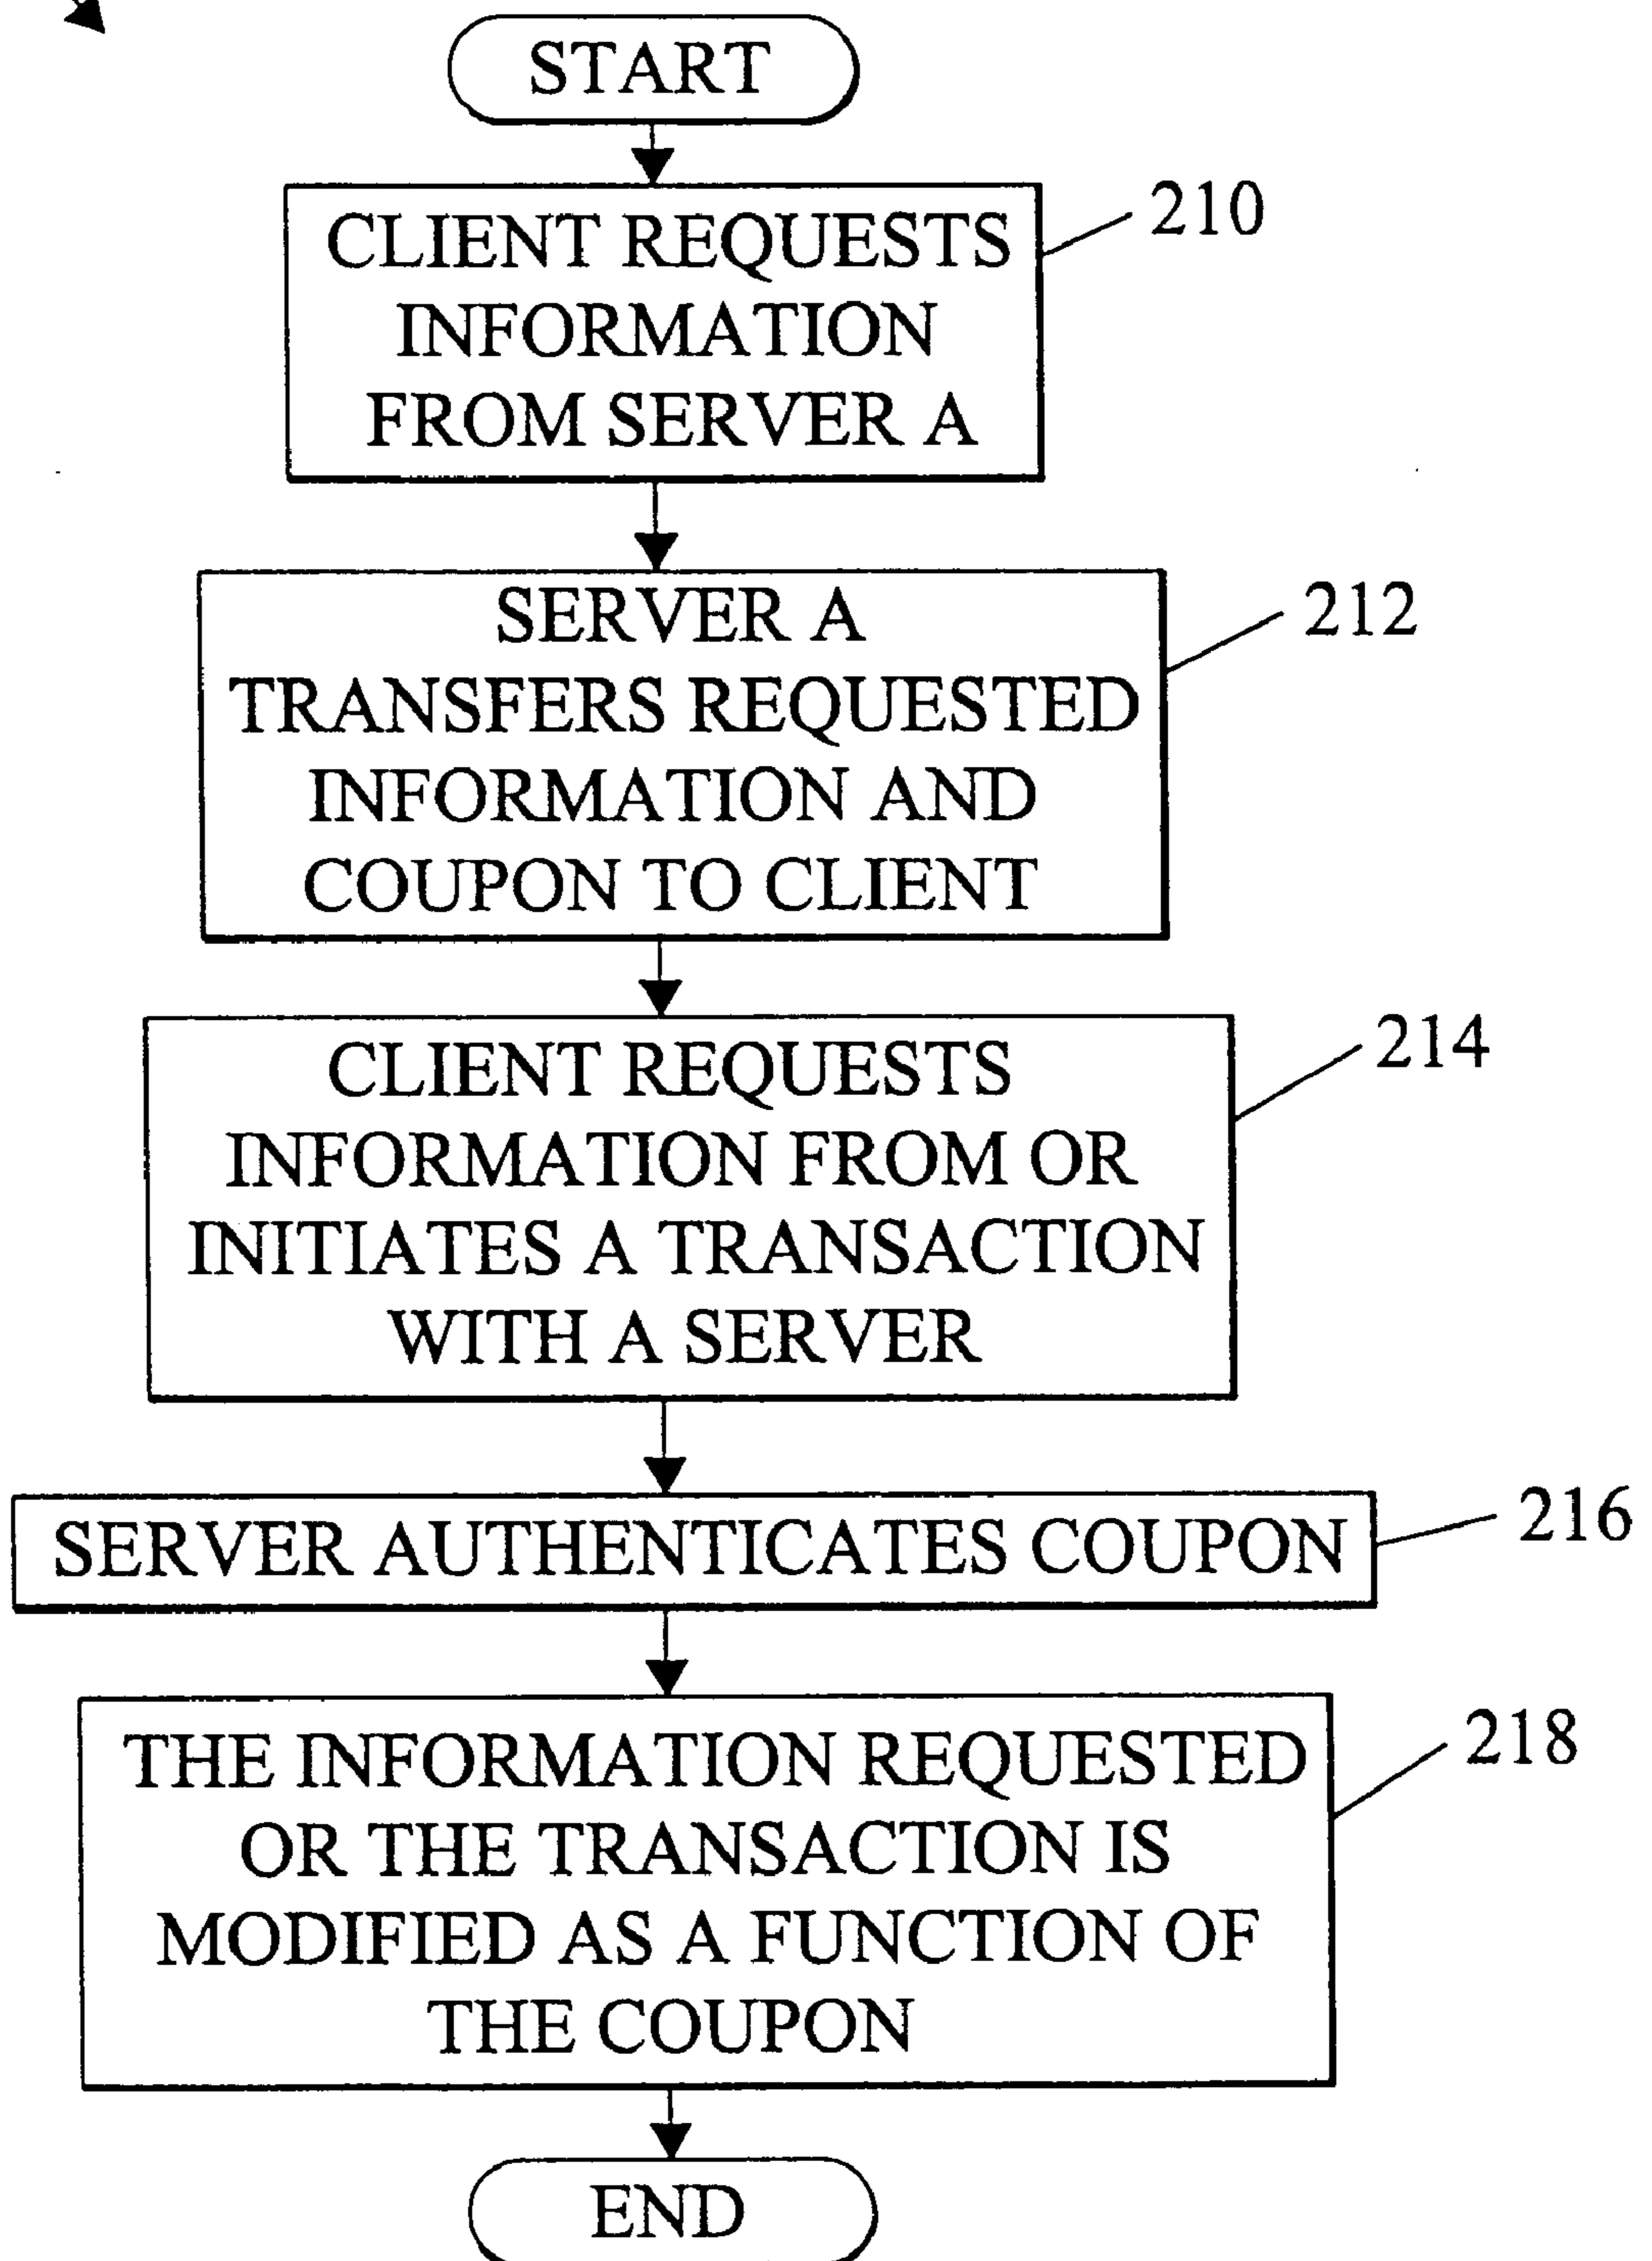 START
CLIENT REQUESTS
INFORMATION
FROM SERVER A
210
SERVER A
TRANSFERS REQUESTED
INFORMATION AND
COUPON TO CLIENT
212
CLIENT REQUESTS
INFORMATION FROM OR
INITIATES A TRANSACTION
WITH A SERVER
214
SERVER AUTHENTICATES COUPON
216
THE INFORMATION REQUESTED
OR THE TRANSACTION IS
MODIFIED AS A FUNCTION OF
THE COUPON
218
END